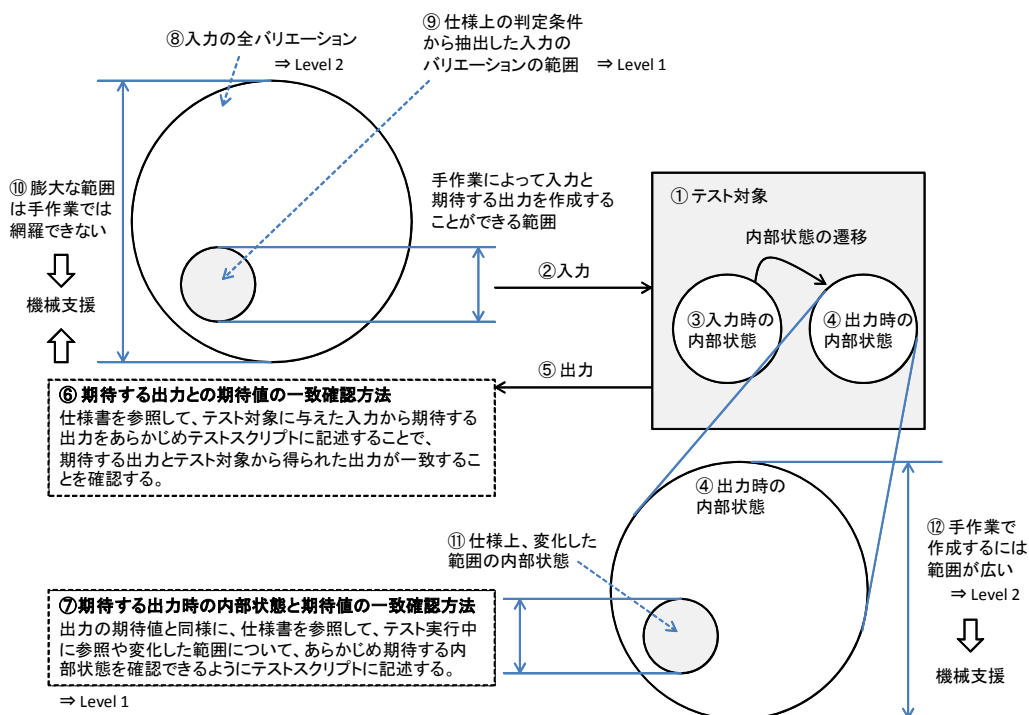 ⑧入力の全バリエーション
⇒ Level 2
⑨ 仕様上の判定条件
から抽出した入力の
バリエーションの範囲 ⇒ Level 1
⑩ 膨大な範囲
は手作業では
網羅できない
機械支援
手作業によって入力と
期待する出力を作成する
ことができる範囲
①テスト対象
内部状態の遷移
②入力
③入力時の
内部状態
④出力時の
内部状態
⑤ 出力
⑥ 期待する出力との期待値の一致確認方法
仕様書を参照して、テスト対象に与えた入力から期待する
出力をあらかじめテストスクリプトに記述することで、
期待する出力とテスト対象から得られた出力が一致するこ
とを確認する。
④出力時の
内部状態
⑪ 仕様上、変化した
範囲の内部状態
⑫ 手作業で
作成するには
範囲が広い
⇒ Level 2
機械支援
⑦期待する出力時の内部状態と期待値の一致確認方法
出力の期待値と同様に、仕様書を参照して、テスト実行中
に参照や変化した範囲について、あらかじめ期待する内
部状態を確認できるようにテストスクリプトに記述する。
⇒ Level 1